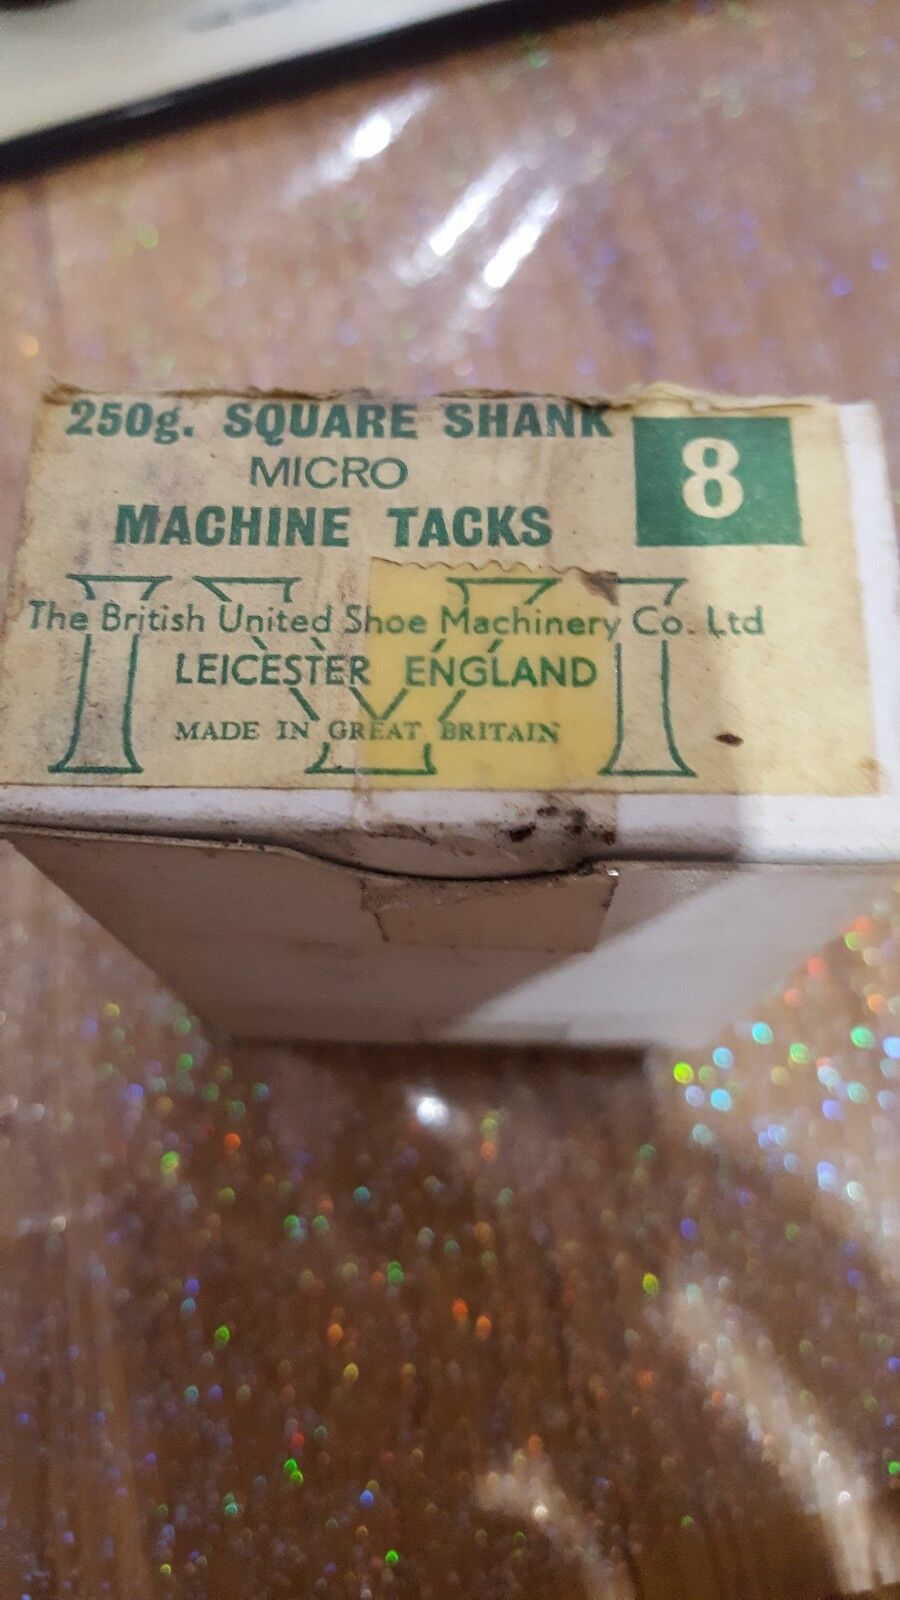 250g. SQUARE SHANK
MICRO
MACHINE TACKS
8
IXI
The British United Shoe Machinery Co. Ltd
LEICESTER ENGLAND
MADE IN GREAT BRITAIN